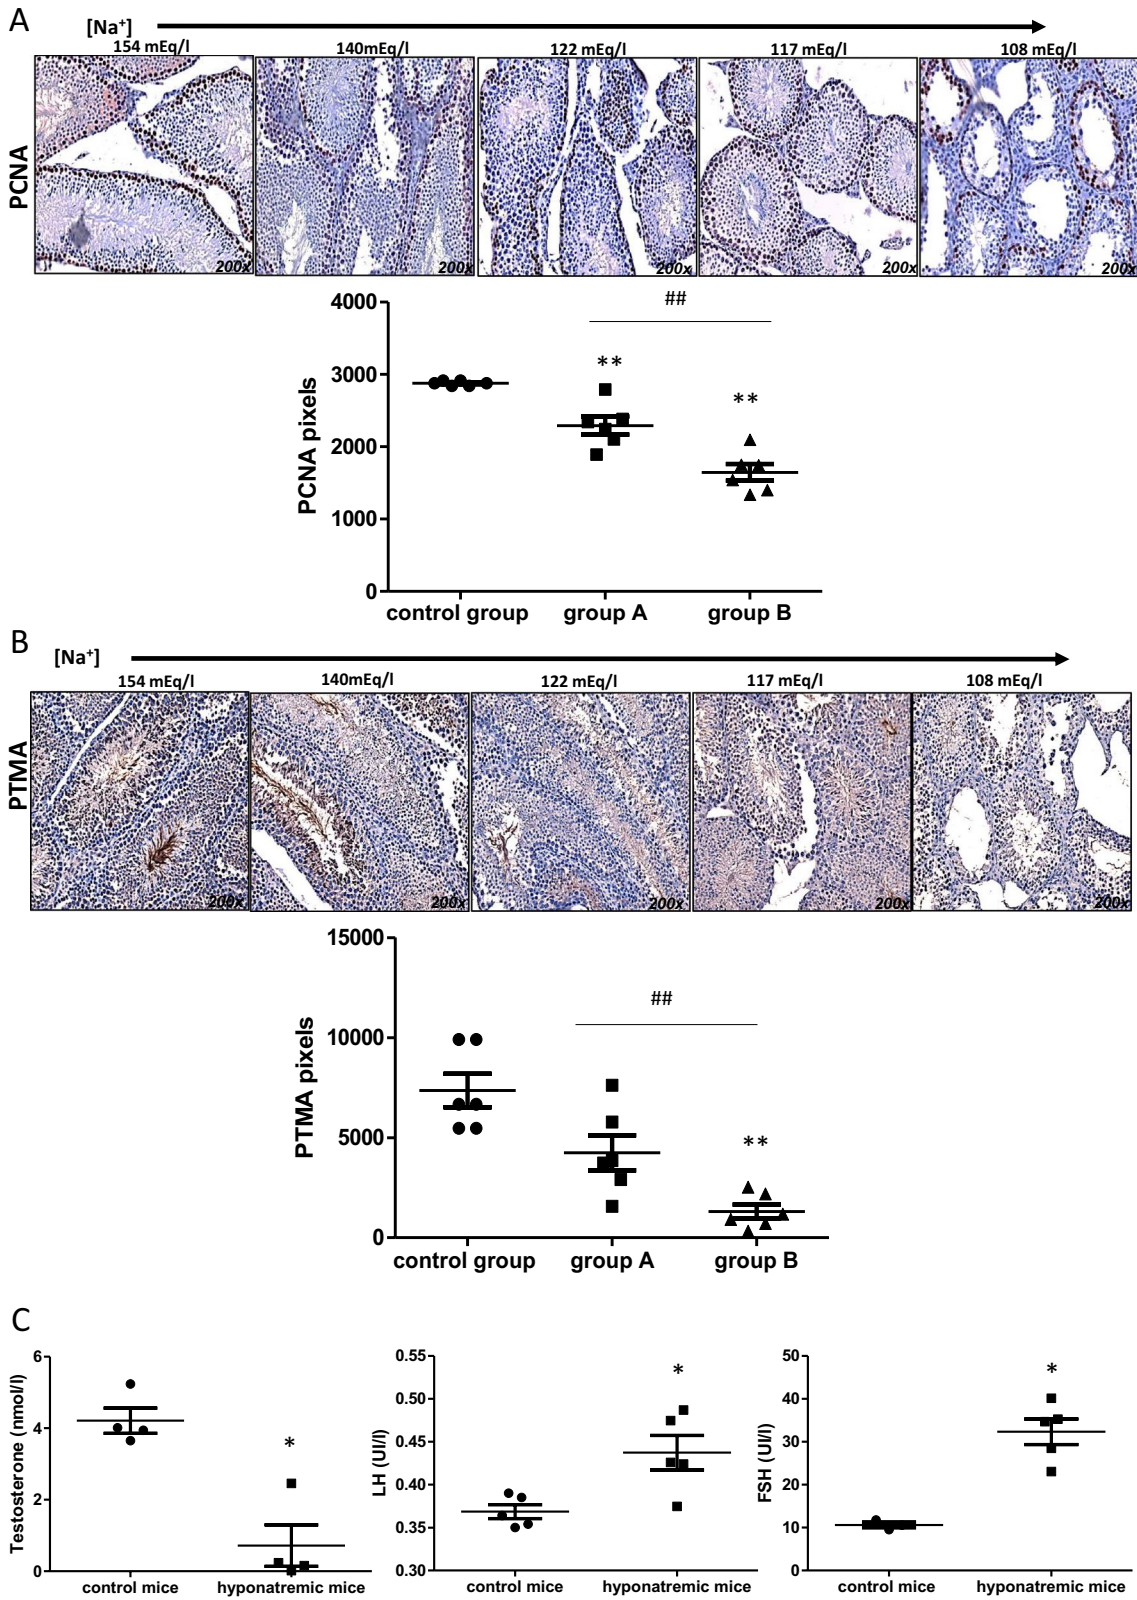 A
[Na⁺]
154 mEq/l 140mEq/l 122 mEq/l 117 mEq/l 108 mEq/l
PCNA
200x 200x 200x 200x 200x
4000
3000
2000
1000
0
PCNA pixels
##
** **
control group group A group B
B
[Na⁺]
154 mEq/l 140mEq/l 122 mEq/l 117 mEq/l 108 mEq/l
PTMA
200x 200x 200x 200x 200x
15000
10000
5000
0
PTMA pixels
##
**
control group group A group B
C
6
4
2
0
Testosterone (nmol/l)
*
control mice hyponatremic mice
0.55
0.50
0.45
0.40
0.35
0.30
LH (UI/l)
*
control mice hyponatremic mice
50
40
30
20
10
0
FSH (UI/l)
*
control mice hyponatremic mice